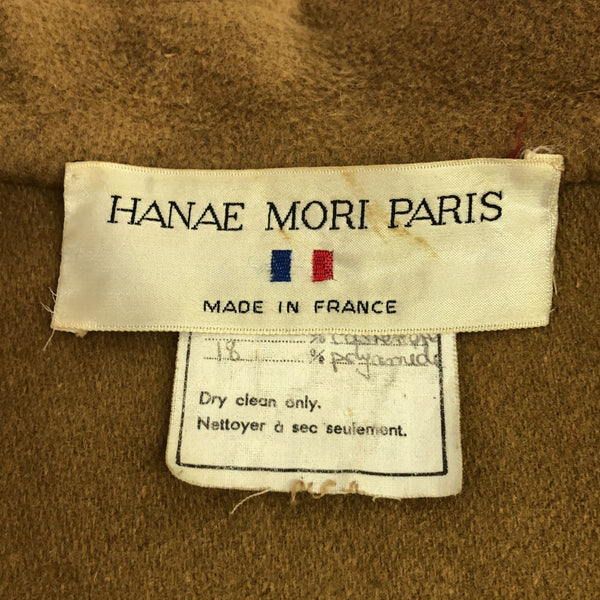 HANAE MORI PARIS
MADE IN FRANCE
%
18 % polyamide
Dry clean only.
Nettoyer à sec seulement.